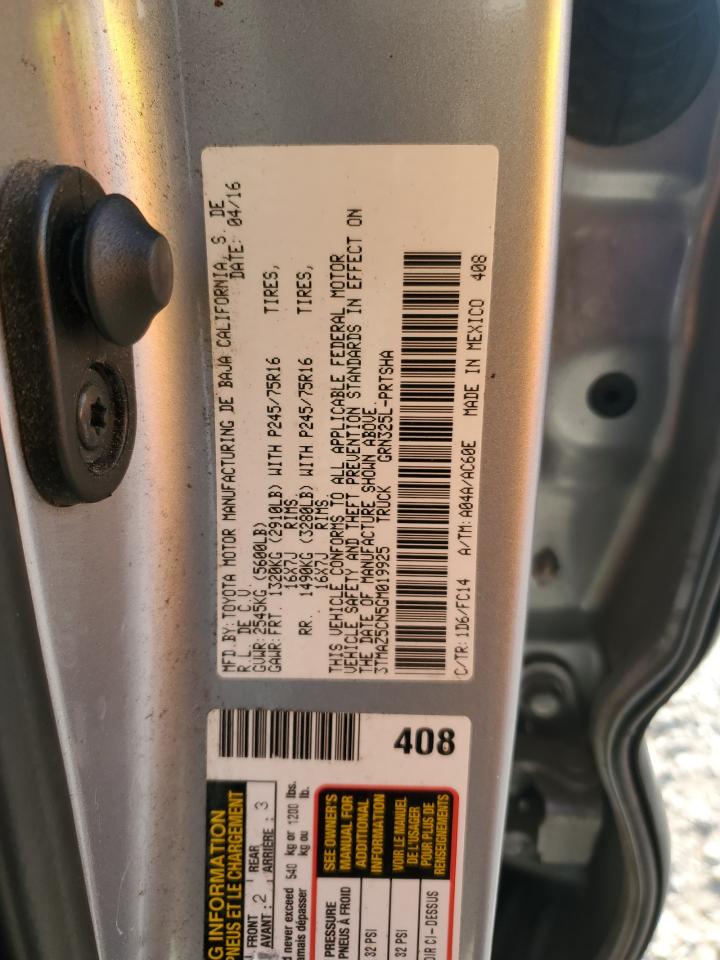 MFD.BY:TOYOTA MOTOR MANUFACTURING DE BAJA CALIFORNIA, S. DE
R.L. DE C.V. DATE: 04/16
GVWR:2545KG(5600LB)
GAWR:FRT. 1320KG (2910LB) WITH P245/75R16 TIRES,
16X7J RIMS,
RR. 1490KG (3280LB) WITH P245/75R16 TIRES,
16X7J RIMS.
THIS VEHICLE CONFORMS TO ALL APPLICABLE FEDERAL MOTOR
VEHICLE SAFETY AND THEFT PREVENTION STANDARDS IN EFFECT ON
THE DATE OF MANUFACTURE SHOWN ABOVE.
3TMAZ5CN5GM019925 TRUCK GRN325L-PRTSHA
C/TR:1D6/FC14 A/TM:A04A/AC60E MADE IN MEXICO 408
408
INFORMATION
PNEUS ET LE CHARGEMENT
FRONT 2 REAR 3
AVANT: ARRIÈRE:
never exceed 540 kg or 1200 lbs.
jamais dépasser kg ou lb.
SEE OWNER'S
MANUAL FOR
ADDITIONAL
INFORMATION
VOIR LE MANUEL
DE L'USAGER
POUR PLUS DE
RENSEIGNEMENTS
PRESSURE
PNEUS À FROID
32 PSI
32 PSI
CI-DESSUS